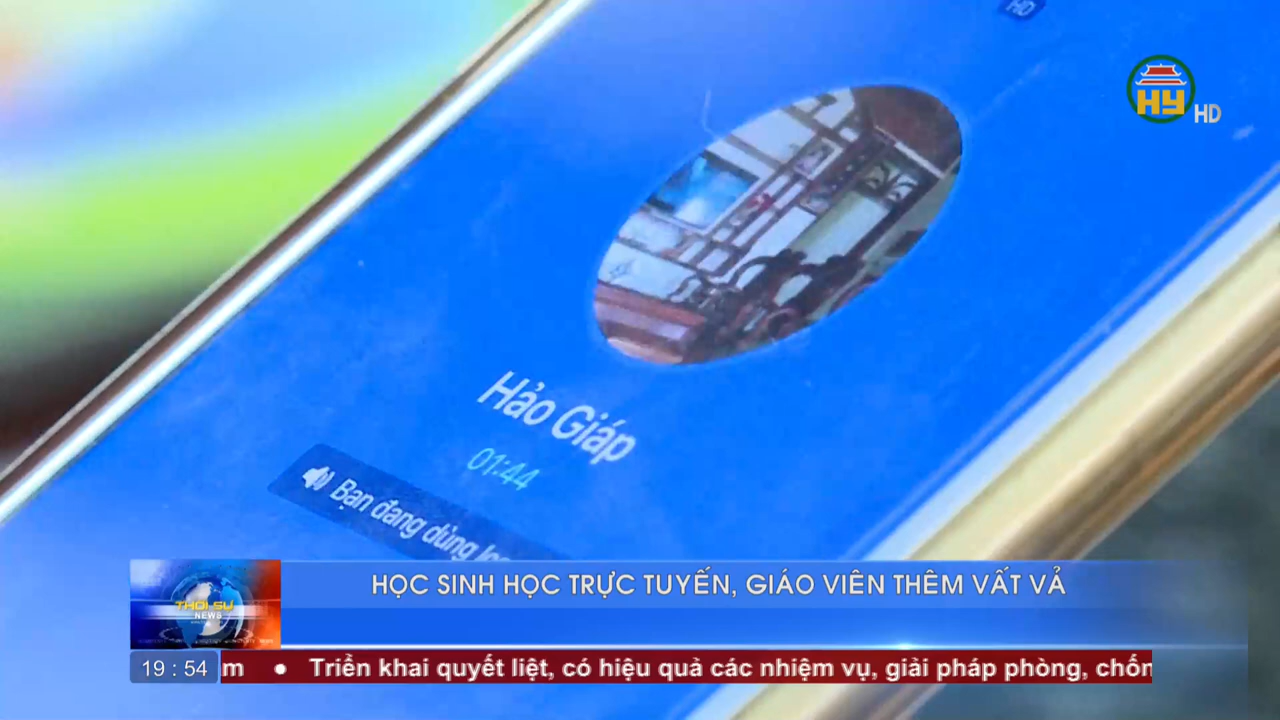 HD
HY HD
Hảo Giáp
01:44
Bạn đang dùng
HỌC SINH HỌC TRỰC TUYẾN, GIÁO VIÊN THÊM VẤT VẢ
THỜI SỰ
NEWS
19 : 54 m • Triển khai quyết liệt, có hiệu quả các nhiệm vụ, giải pháp phòng, chốn